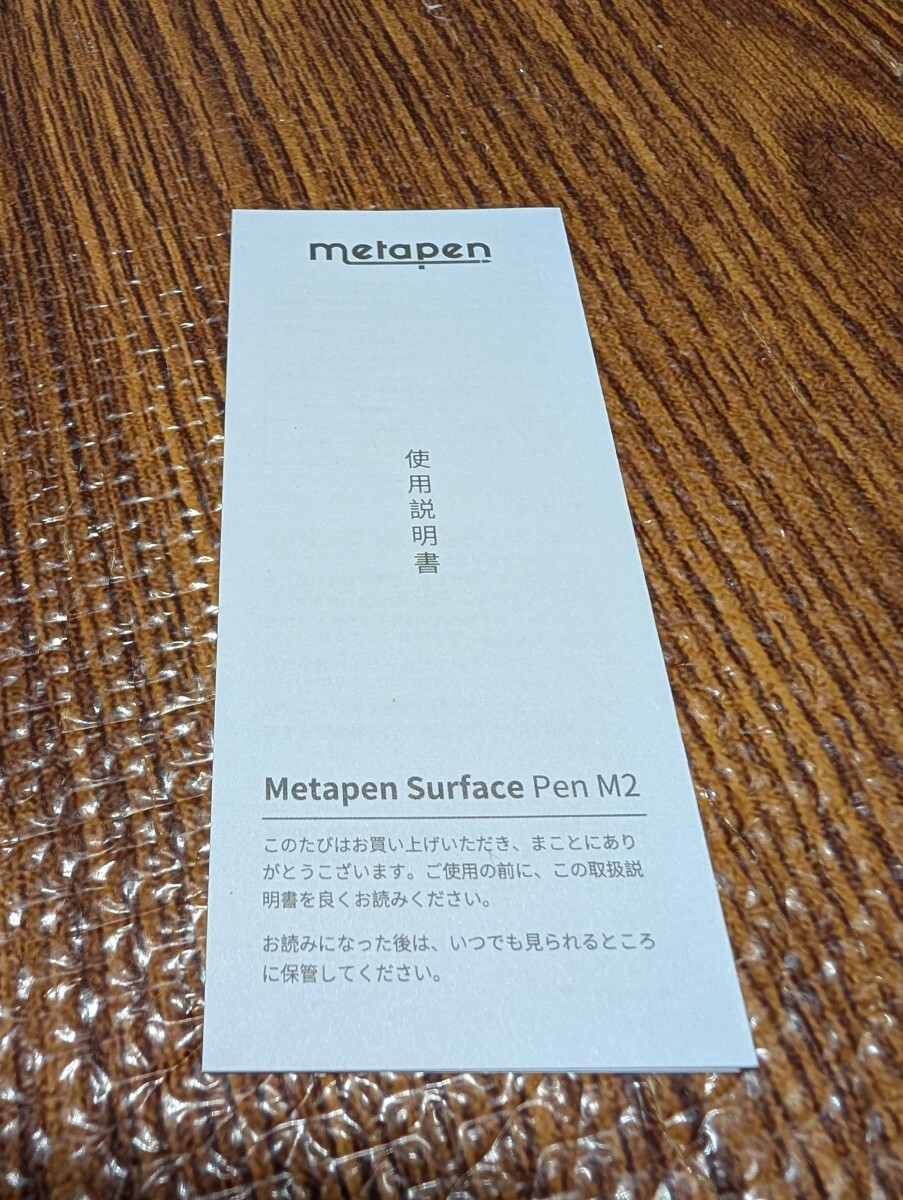 metapen
使用説明書
Metapen Surface Pen M2
このたびはお買い上げいただき、まことにあり
がとうこざいます。ご使用の前に、この取扱説
明書を良くお読みください。
お読みになった後は、いつでも見られるところ
に保管してください。